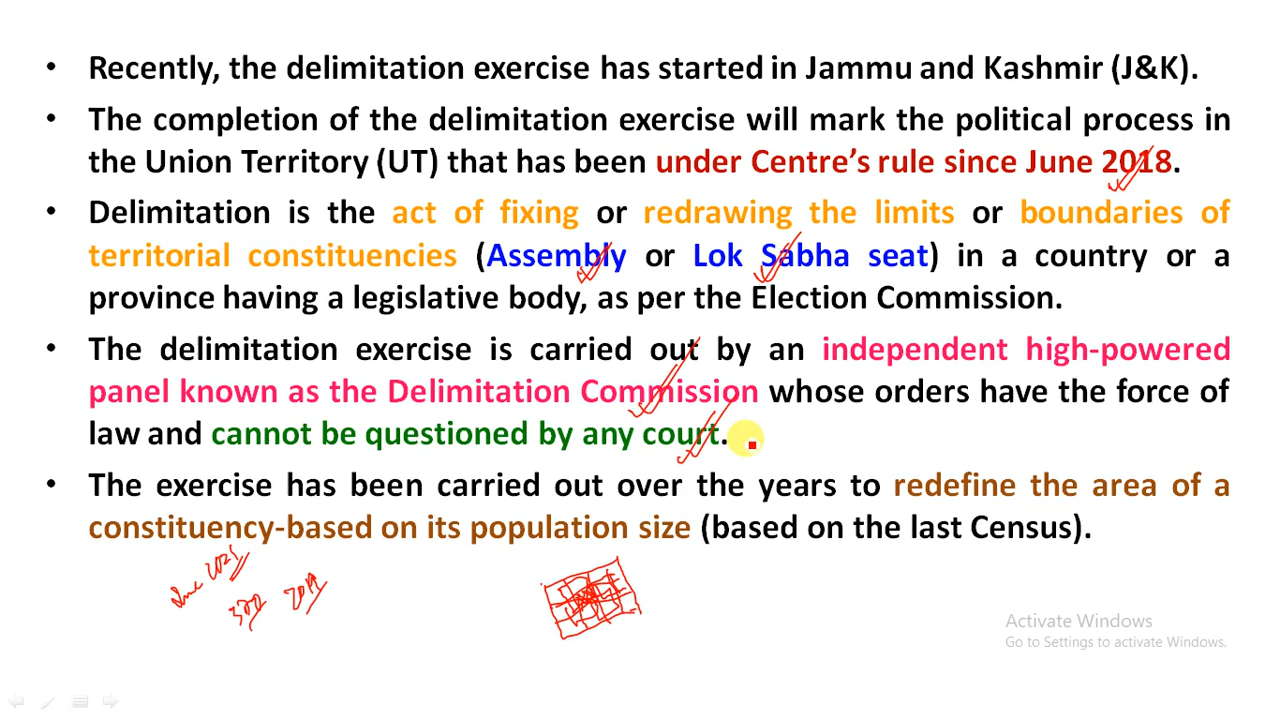 • Recently, the delimitation exercise has started in Jammu and Kashmir (J&K).
• The completion of the delimitation exercise will mark the political process in
the Union Territory (UT) that has been under Centre’s rule since June 2018.
• Delimitation is the act of fixing or redrawing the limits or boundaries of
territorial constituencies (Assembly or Lok Sabha seat) in a country or a
province having a legislative body, as per the Election Commission.
• The delimitation exercise is carried out by an independent high-powered
panel known as the Delimitation Commission whose orders have the force of
law and cannot be questioned by any court.
• The exercise has been carried out over the years to redefine the area of a
constituency-based on its population size (based on the last Census).
Activate Windows
Go to Settings to activate Windows.